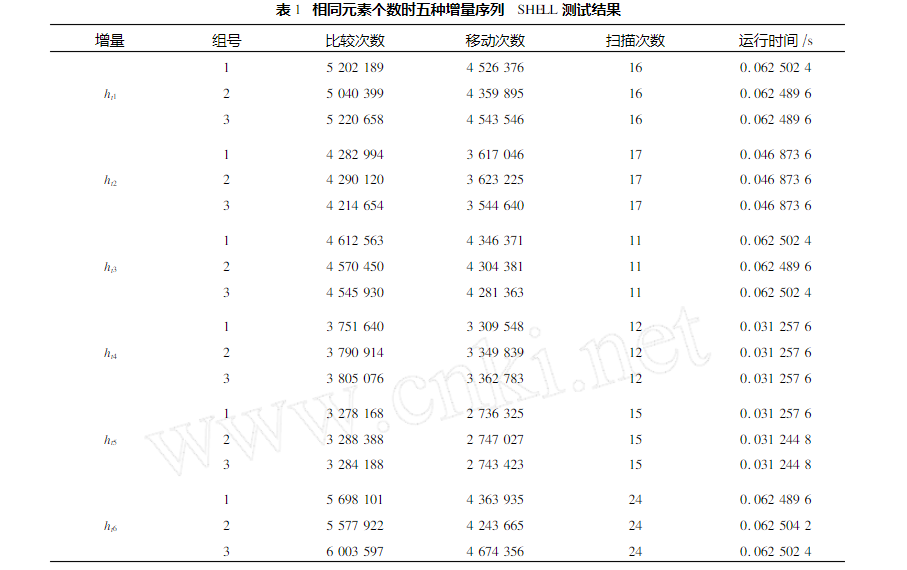 表 1 相同元素个数时五种增量序列 SHELL 测试结果
增量 组号 比较次数 移动次数 扫描次数 运行时间 /s
1 5 202 189 4 526 376 16 0.062 502 4
ht1 2 5 040 399 4 359 895 16 0.062 489 6
3 5 220 658 4 543 546 16 0.062 489 6
1 4 282 994 3 617 046 17 0.046 873 6
ht2 2 4 290 120 3 623 225 17 0.046 873 6
3 4 214 654 3 544 640 17 0.046 873 6
1 4 612 563 4 346 371 11 0.062 502 4
ht3 2 4 570 450 4 304 381 11 0.062 489 6
3 4 545 930 4 281 363 11 0.062 502 4
1 3 751 640 3 309 548 12 0.031 257 6
ht4 2 3 790 914 3 349 839 12 0.031 257 6
3 3 805 076 3 362 783 12 0.031 257 6
1 3 278 168 2 736 325 15 0.031 257 6
ht5 2 3 288 388 2 747 027 15 0.031 244 8
3 3 284 188 2 743 423 15 0.031 244 8
1 5 698 101 4 363 935 24 0.062 489 6
ht6 2 5 577 922 4 243 665 24 0.062 504 2
3 6 003 597 4 674 356 24 0.062 502 4
www.cnki.net